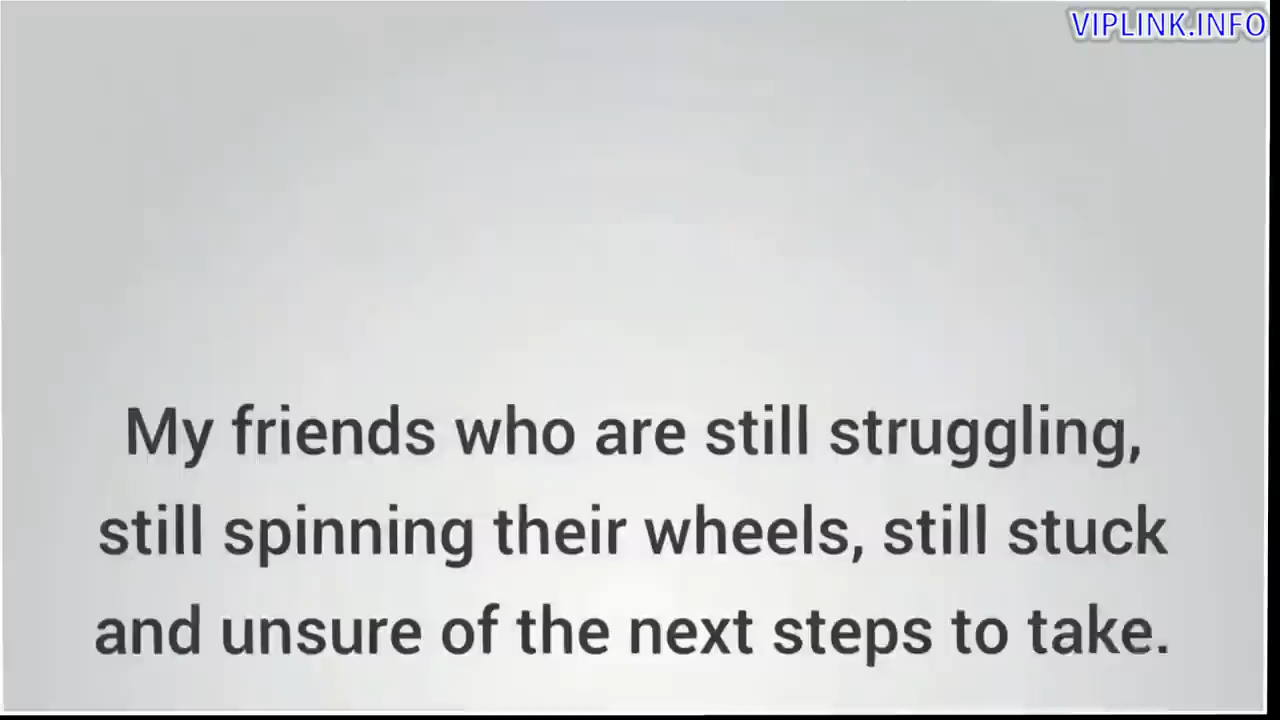 VIPLINK.INFO
My friends who are still struggling,
still spinning their wheels, still stuck
and unsure of the next steps to take.